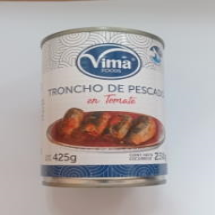 Vima
FOODS
TRONCHO DE PESCADO
en Tomate
425g